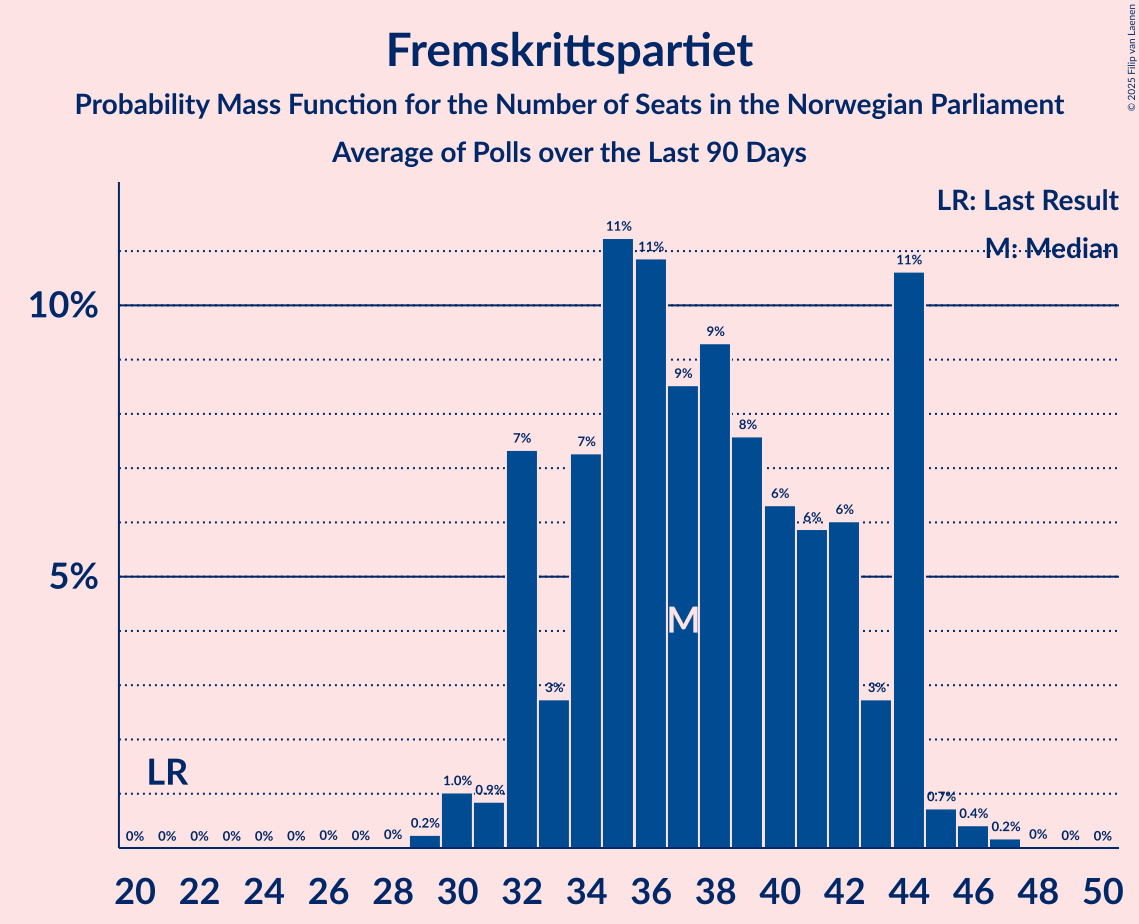 Fremskrittspartiet
Probability Mass Function for the Number of Seats in the Norwegian Parliament
Average of Polls over the Last 90 Days
© 2025 Filip van Laenen
LR: Last Result
M: Median
10%
5%
LR
M
0% 0% 0% 0% 0% 0% 0% 0% 0% 0.2% 1.0% 0.9% 7% 3% 7% 11% 11% 9% 9% 8% 6% 6% 6% 3% 11% 0.7% 0.4% 0.2% 0% 0% 0%
20 22 24 26 28 30 32 34 36 38 40 42 44 46 48 50